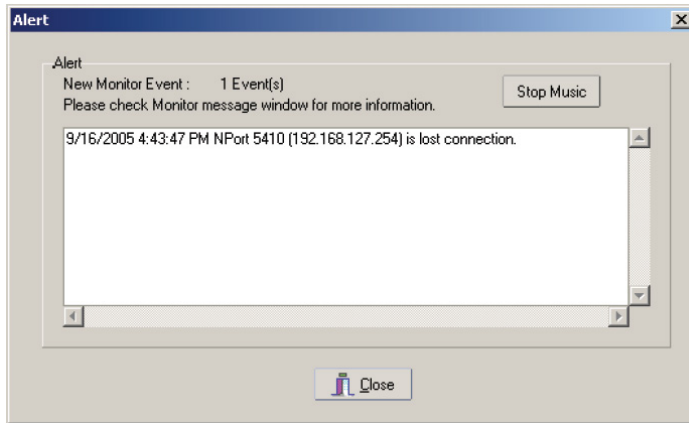 Alert
Alert
New Monitor Event : 1 Event(s)
Stop Music
Please check Monitor message window for more information.
9/16/2005 4:43:47 PM NPort 5410 (192.168.127.254) is lost connection.
Close